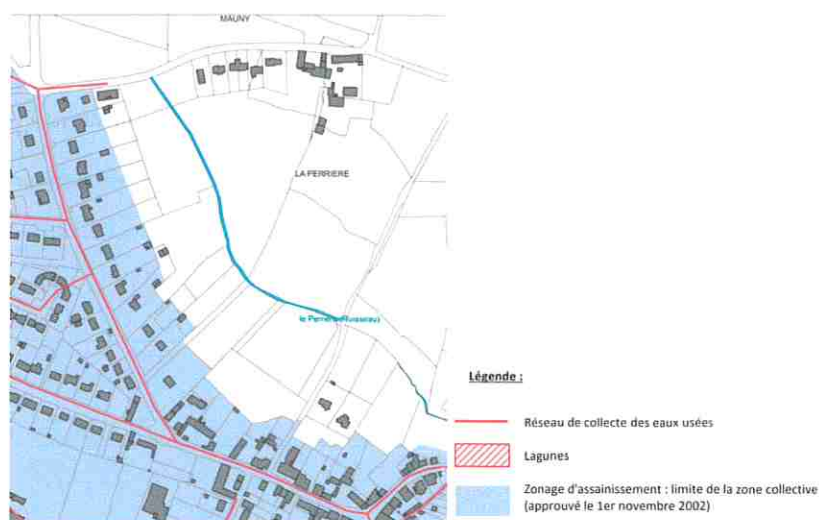 MAUNY
LA PERRIERE
Légende :
Réseau de collecte des eaux usées
Lagunes
Zonage d'assainissement : limite de la zone collective
(approuvé le 1er novembre 2002)